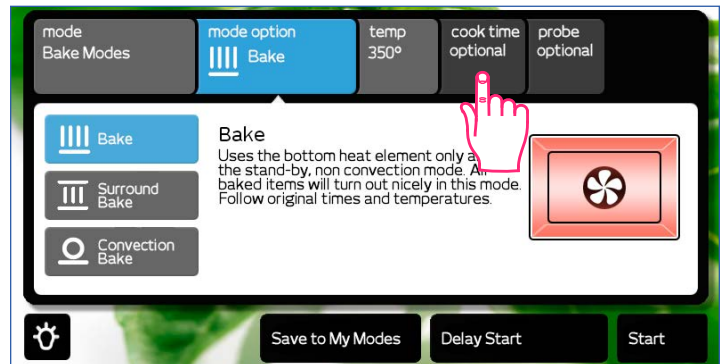 mode
Bake Modes
mode option
Bake
temp
350°
cook time
optional
probe
optional
Bake
Surround
Bake
Convection
Bake
Bake
Uses the bottom heat element only
the stand-by, non convection mode.
baked items will turn out nicely in this mode.
Follow original times and temperatures.
Save to My Modes
Delay Start
Start